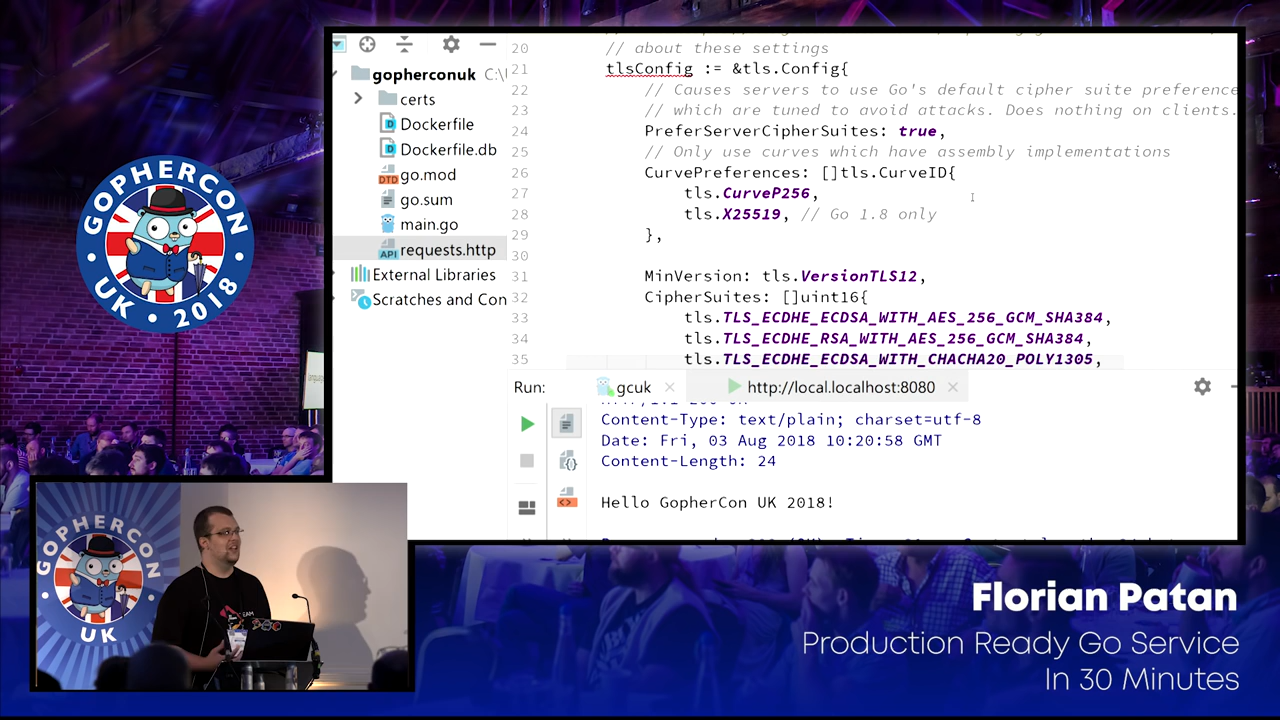 GOPHERCON
UK 2018
gopherconuk C:\
certs
Dockerfile
Dockerfile.db
go.mod
go.sum
main.go
requests.http
External Libraries
Scratches and Con
20 // about these settings
21 tlsConfig := &tls.Config{
22 // Causes servers to use Go's default cipher suite preference
23 // which are tuned to avoid attacks. Does nothing on clients.
24 PreferServerCipherSuites: true,
25 // Only use curves which have assembly implementations
26 CurvePreferences: []tls.CurveID{
27 tls.CurveP256,
28 tls.X25519, // Go 1.8 only
29 },
30
31 MinVersion: tls.VersionTLS12,
32 CipherSuites: []uint16{
33 tls.TLS_ECDHE_ECDSA_WITH_AES_256_GCM_SHA384,
34 tls.TLS_ECDHE_RSA_WITH_AES_256_GCM_SHA384,
35 tls.TLS_ECDHE_ECDSA_WITH_CHACHA20_POLY1305,
Run: gcuk http://local.localhost:8080
Content-Type: text/plain; charset=utf-8
Date: Fri, 03 Aug 2018 10:20:58 GMT
Content-Length: 24
Hello GopherCon UK 2018!
GOPHERCON
UK
Florian Patan
Production Ready Go Service
In 30 Minutes